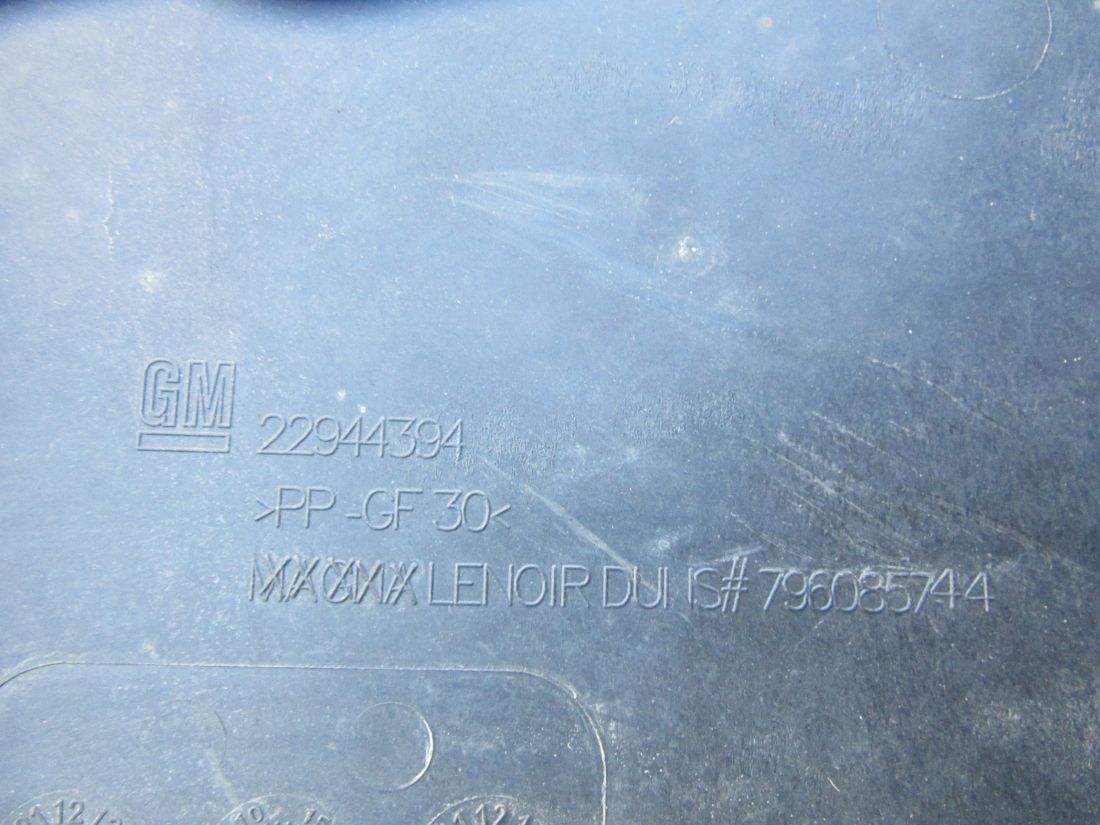 GM
22944394
>PP-GF 30<
LENOIR DUNS# 796085744